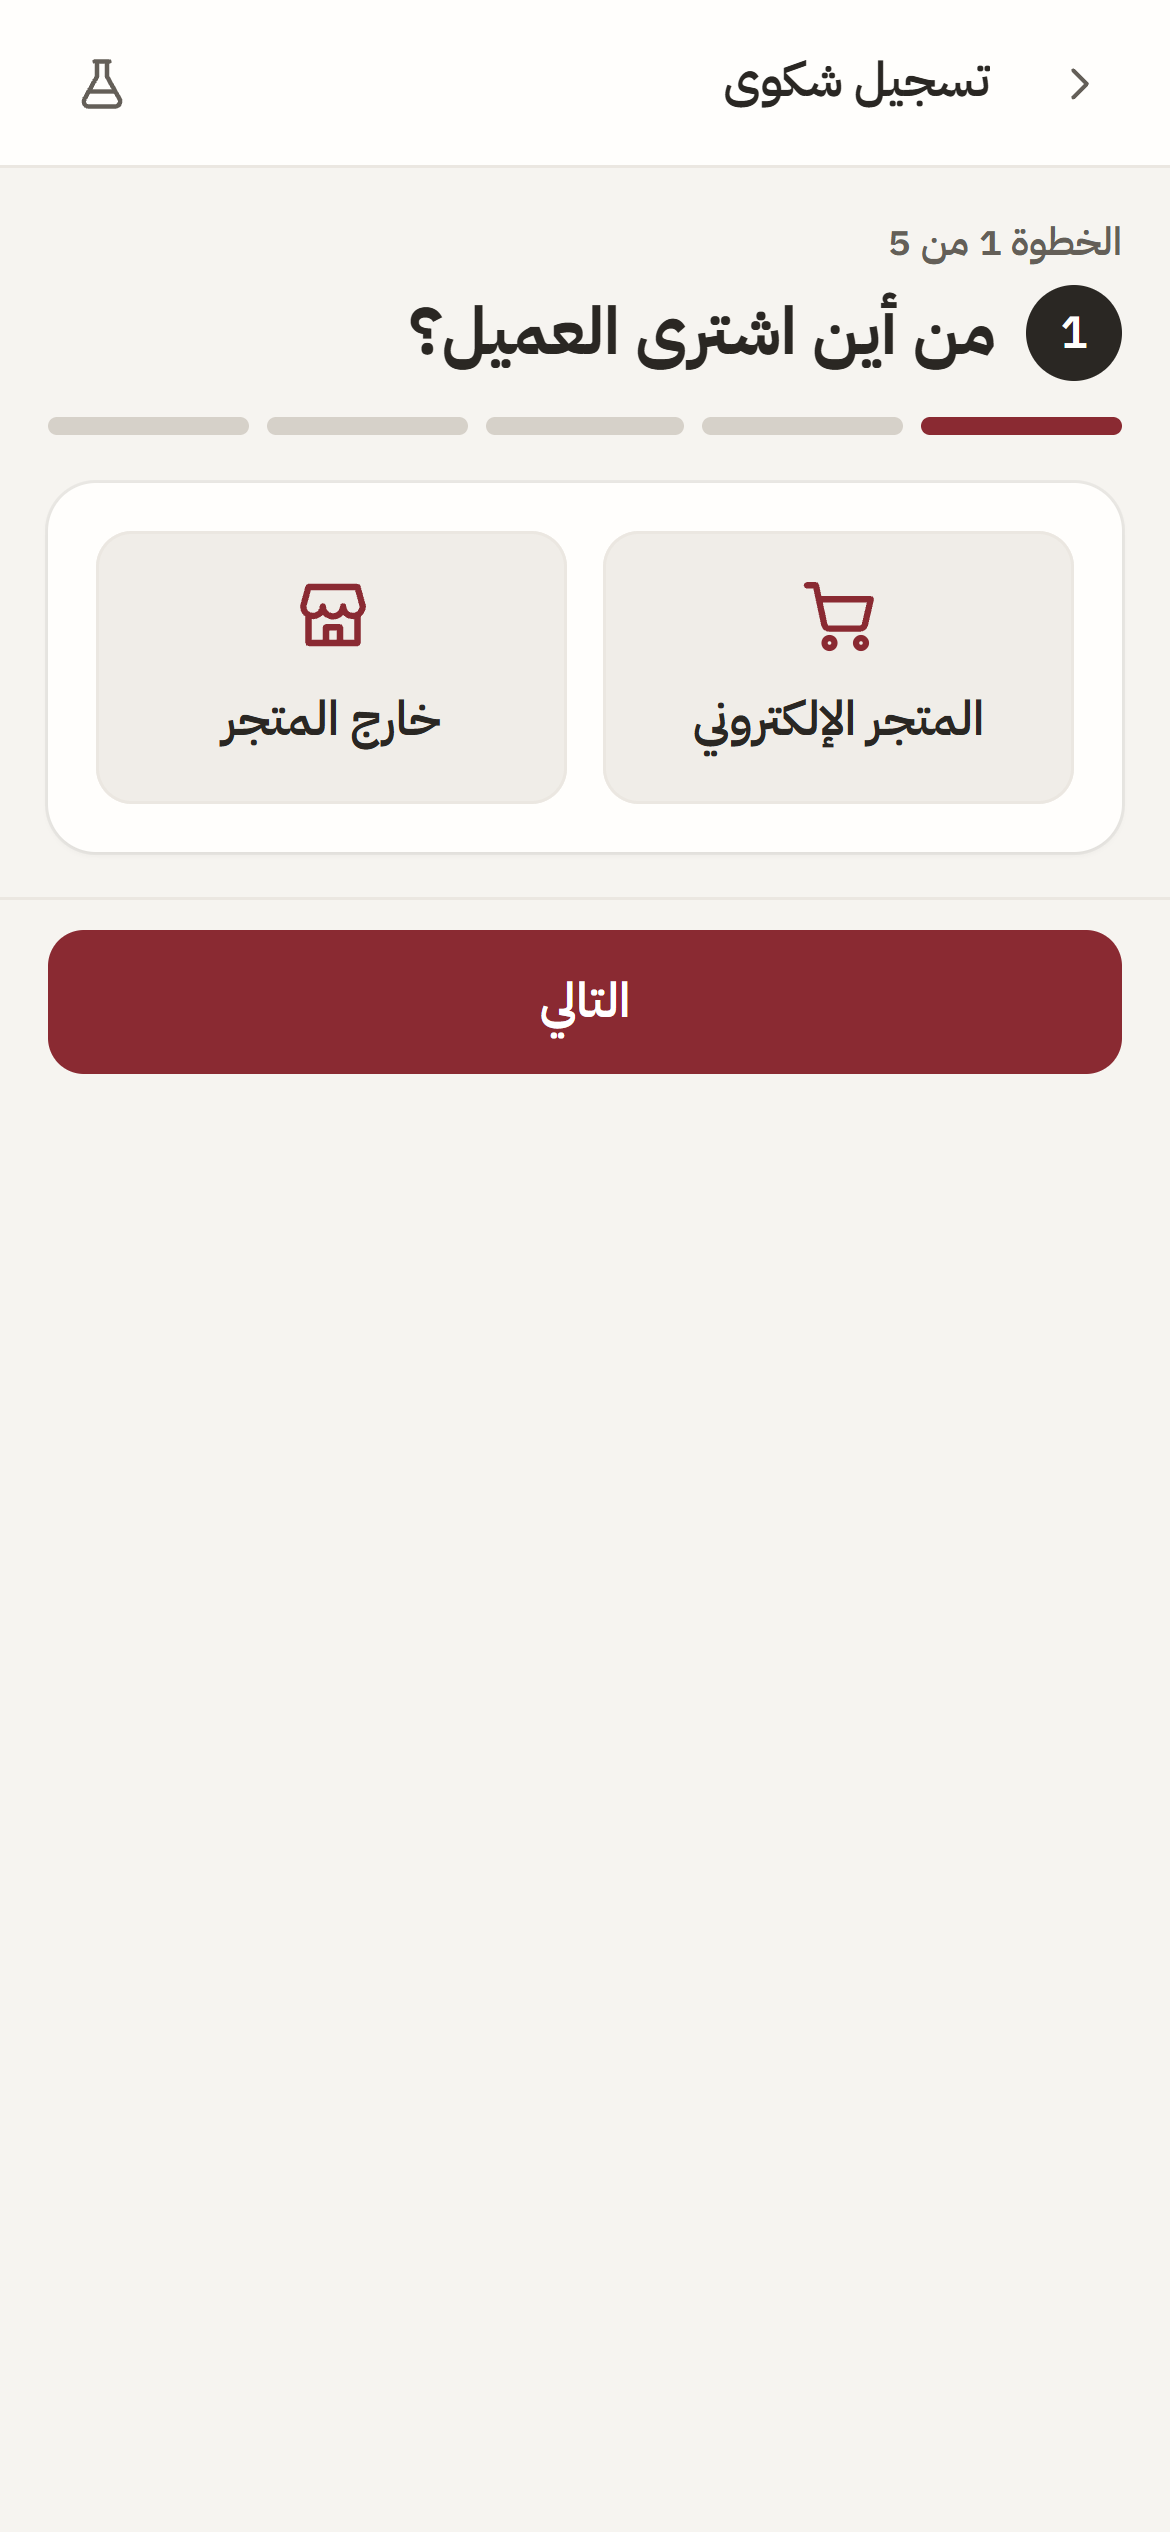 تسجيل شكوى
الخطوة 1 من 5
1 من أين اشترى العميل؟
المتجر الإلكتروني
خارج المتجر
التالي